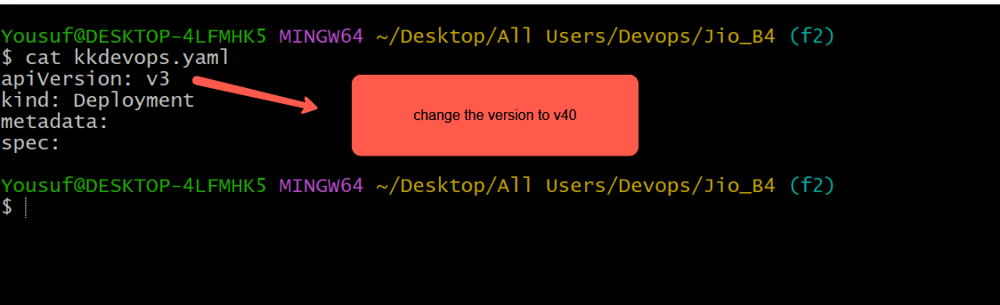 Yousuf@DESKTOP-4LFMHK5 MINGW64 ~/Desktop/All Users/Devops/Jio_B4 (f2)
$ cat kkdevops.yaml
apiVersion: v3
kind: Deployment
metadata:
spec:
change the version to v40
Yousuf@DESKTOP-4LFMHK5 MINGW64 ~/Desktop/All Users/Devops/Jio_B4 (f2)
$